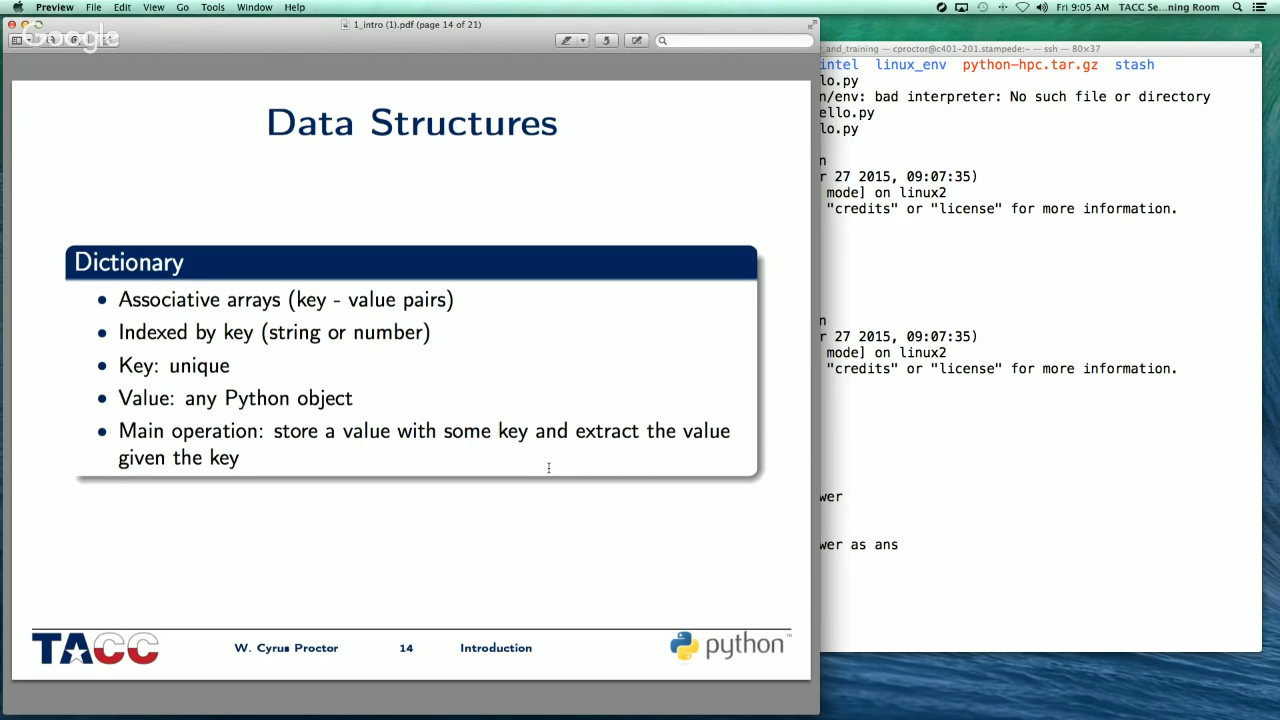 Preview File Edit View Go Tools Window Help
Fri 9:05 AM TACC Se...ning Room
Google
1_intro (1).pdf (page 14 of 21)
Data Structures
Dictionary
• Associative arrays (key - value pairs)
• Indexed by key (string or number)
• Key: unique
• Value: any Python object
• Main operation: store a value with some key and extract the value
given the key
TACC
W. Cyrus Proctor 14 Introduction
python™
_and_training — cproctor@c401-201.stampede:~ — ssh — 80×37
intel linux_env python-hpc.tar.gz stash
lo.py
n/env: bad interpreter: No such file or directory
ello.py
lo.py
n
r 27 2015, 09:07:35)
mode] on linux2
"credits" or "license" for more information.
n
r 27 2015, 09:07:35)
mode] on linux2
"credits" or "license" for more information.
wer
wer as ans